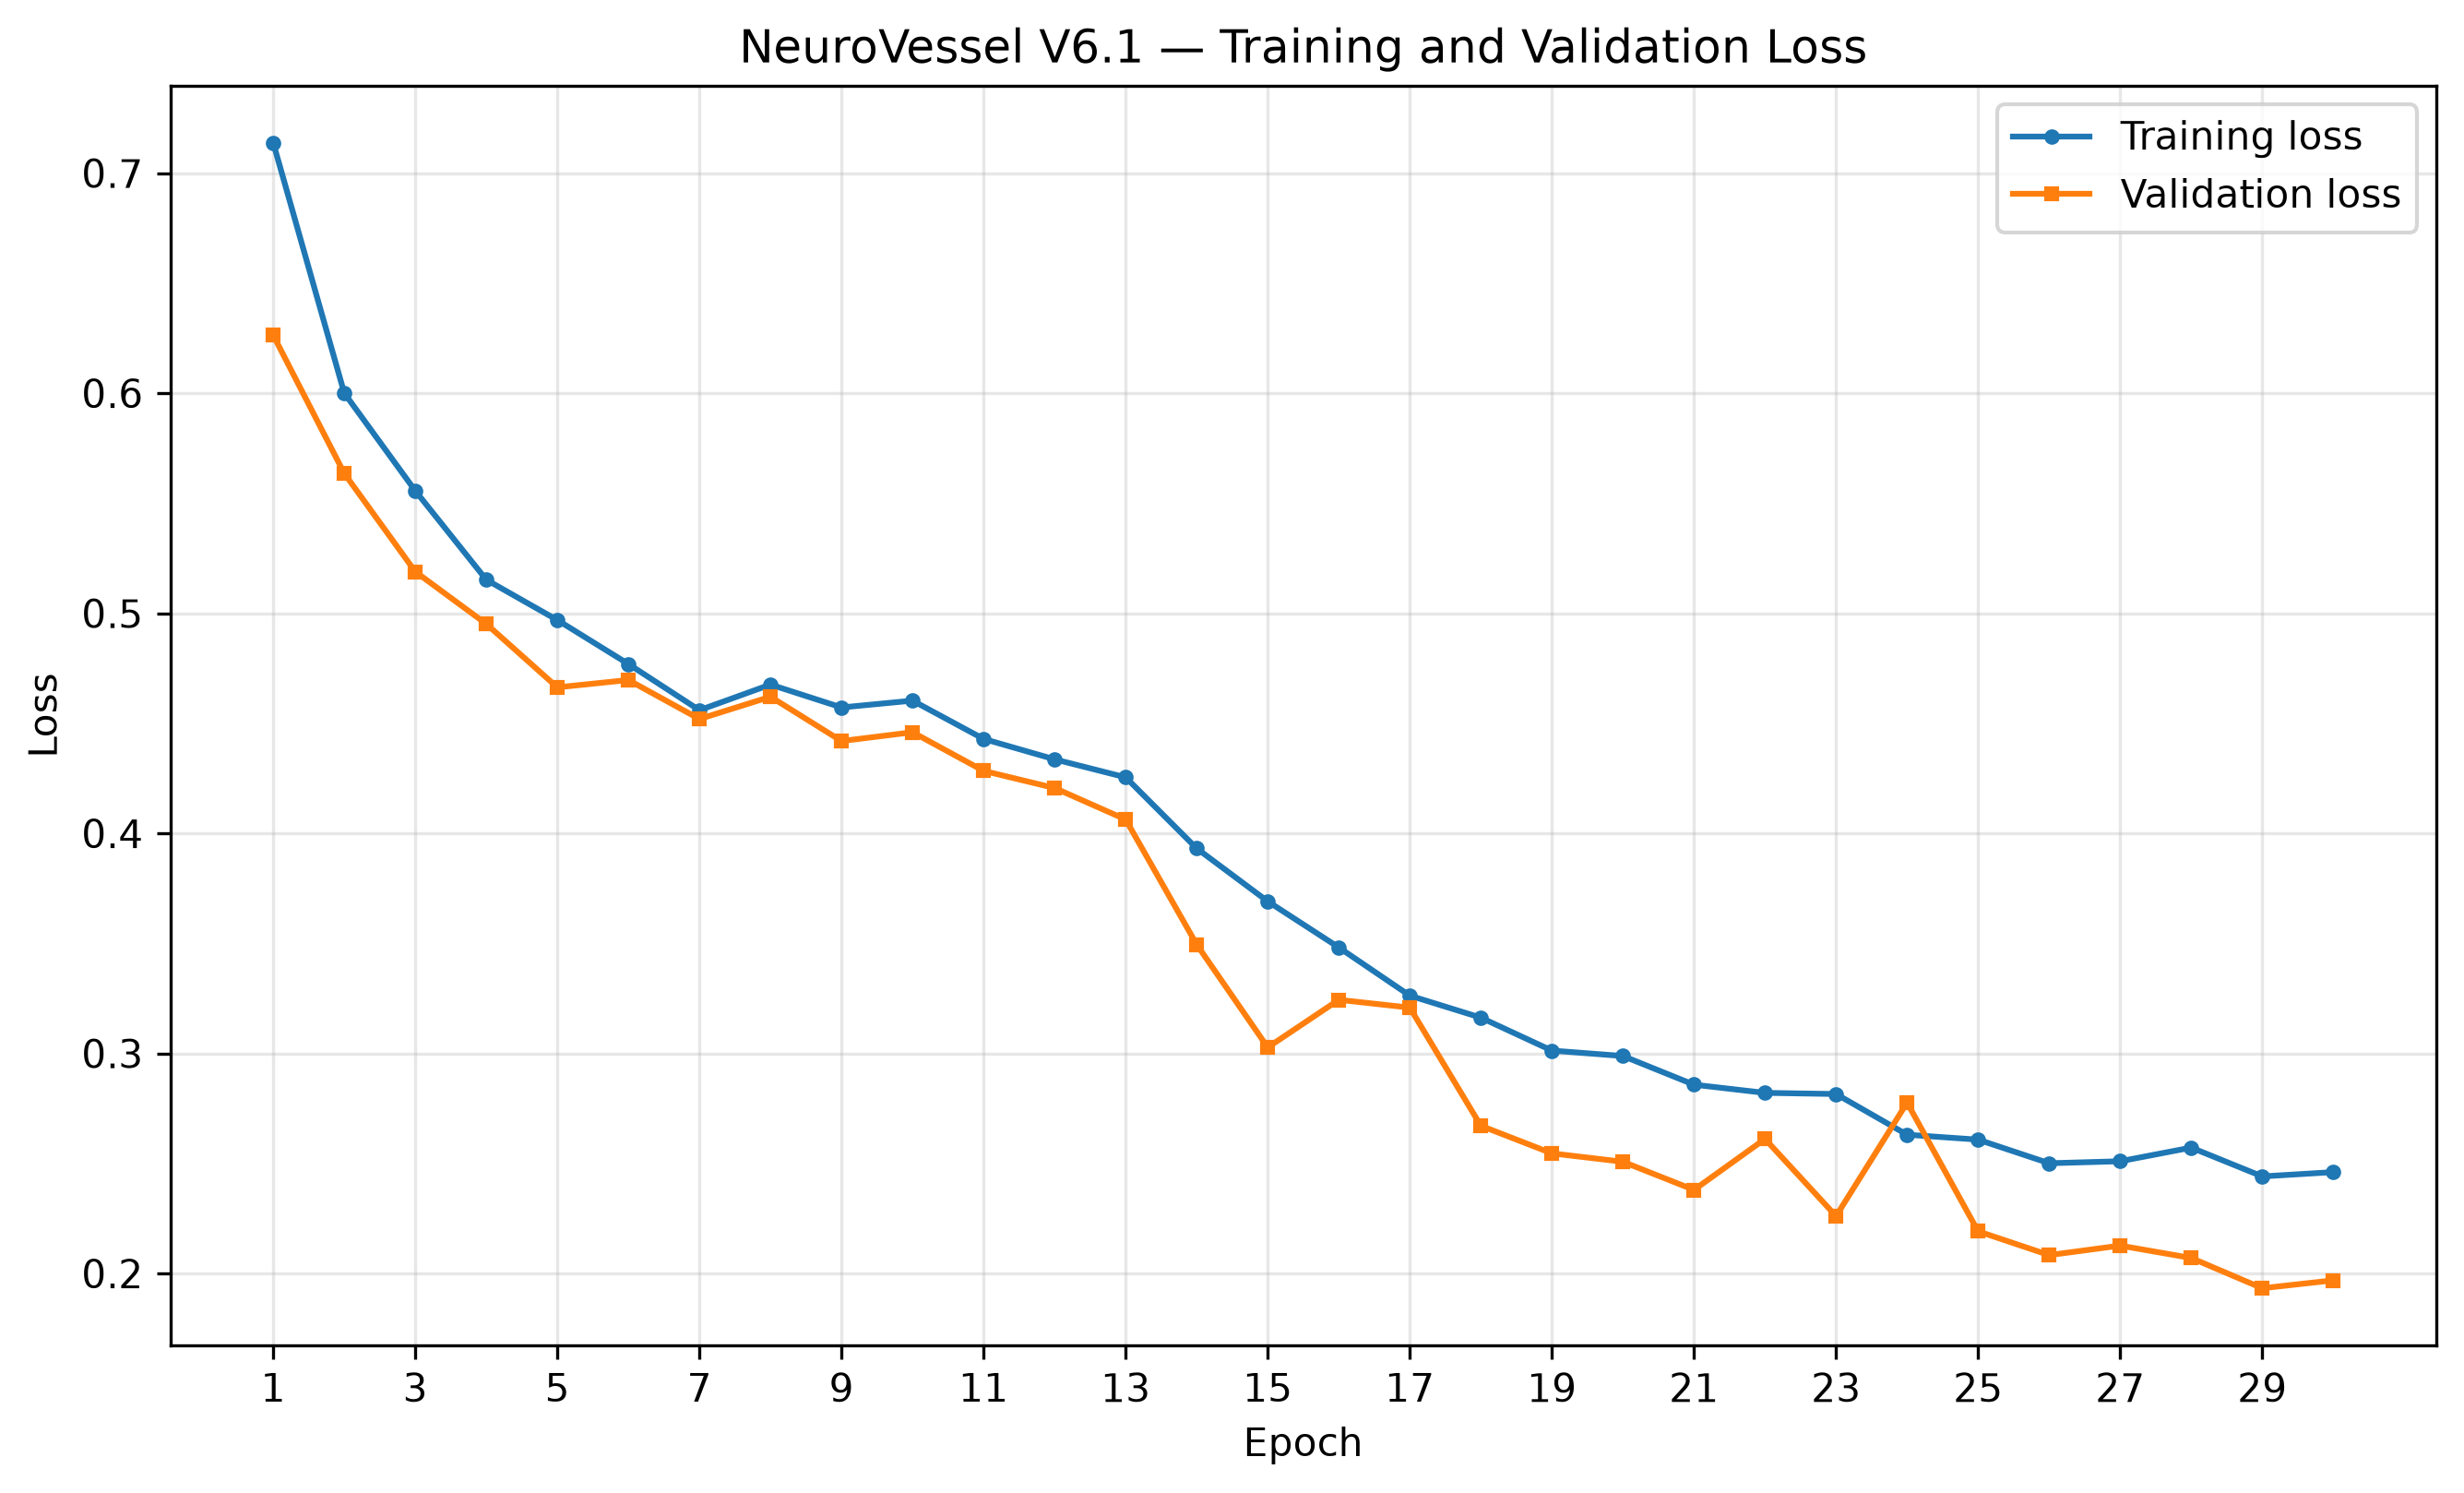 NeuroVessel V6.1 — Training and Validation Loss
Training loss
Validation loss
0.7
0.6
0.5
0.4
0.3
0.2
Loss
1 3 5 7 9 11 13 15 17 19 21 23 25 27 29
Epoch